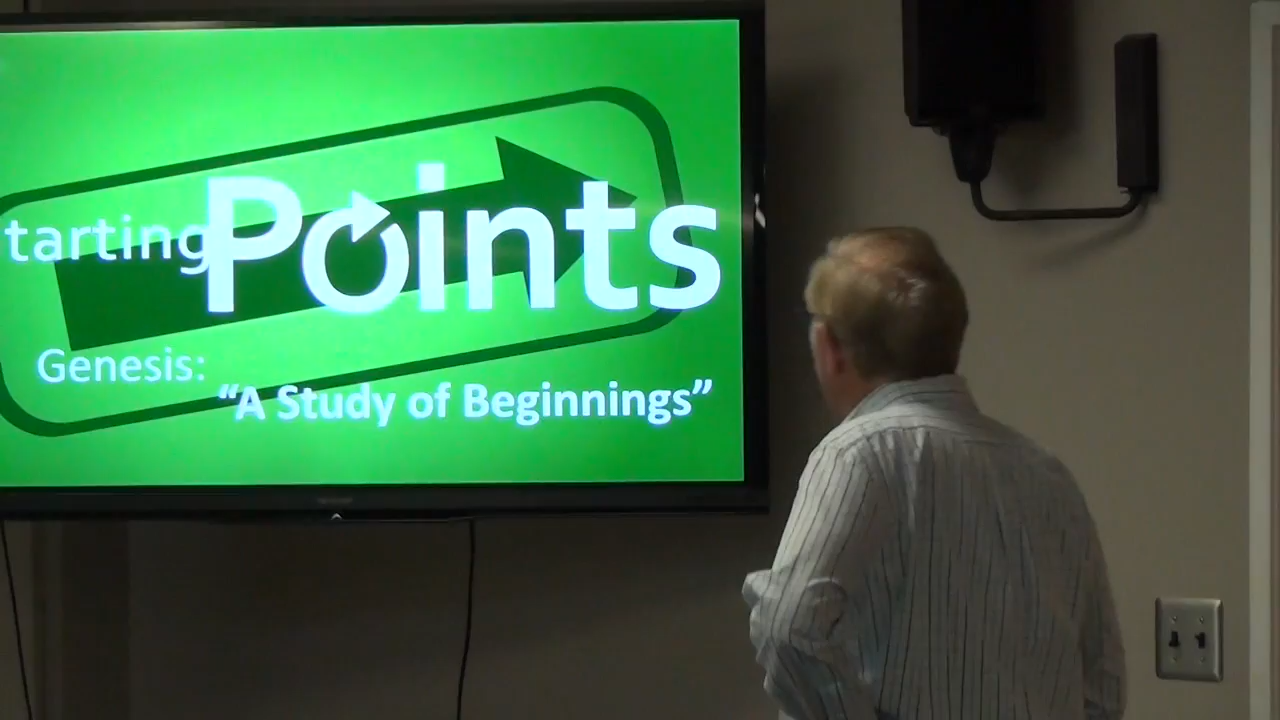 tarting Points
Genesis:
“A Study of Beginnings”